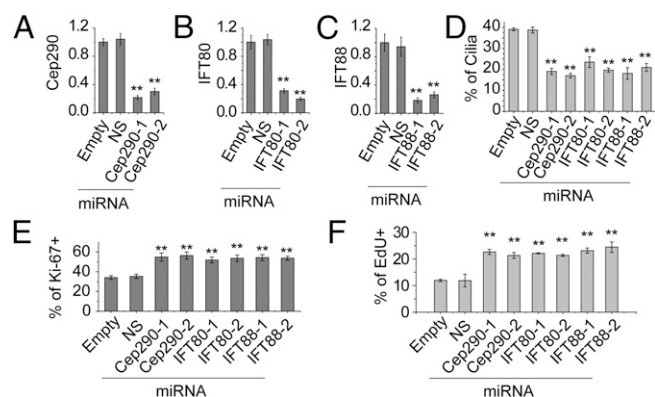 A
Cep290
1.2
0.8
0.4
0.0
**
**
Empty
NS
Cep290-1
Cep290-2
miRNA
B
IFT80
1.2
0.8
0.4
0.0
**
**
Empty
NS
IFT80-1
IFT80-2
miRNA
C
IFT88
1.2
0.8
0.4
0.0
**
**
Empty
NS
IFT88-1
IFT88-2
miRNA
D
% of Cilia
40
30
20
10
0
**
**
**
**
**
**
Empty
NS
Cep290-1
Cep290-2
IFT80-1
IFT80-2
IFT88-1
IFT88-2
miRNA
E
% of Ki-67+
60
40
20
0
**
**
**
**
**
**
Empty
NS
Cep290-1
Cep290-2
IFT80-1
IFT80-2
IFT88-1
IFT88-2
miRNA
F
% of EdU+
30
20
10
0
**
**
**
**
**
**
Empty
NS
Cep290-1
Cep290-2
IFT80-1
IFT80-2
IFT88-1
IFT88-2
miRNA